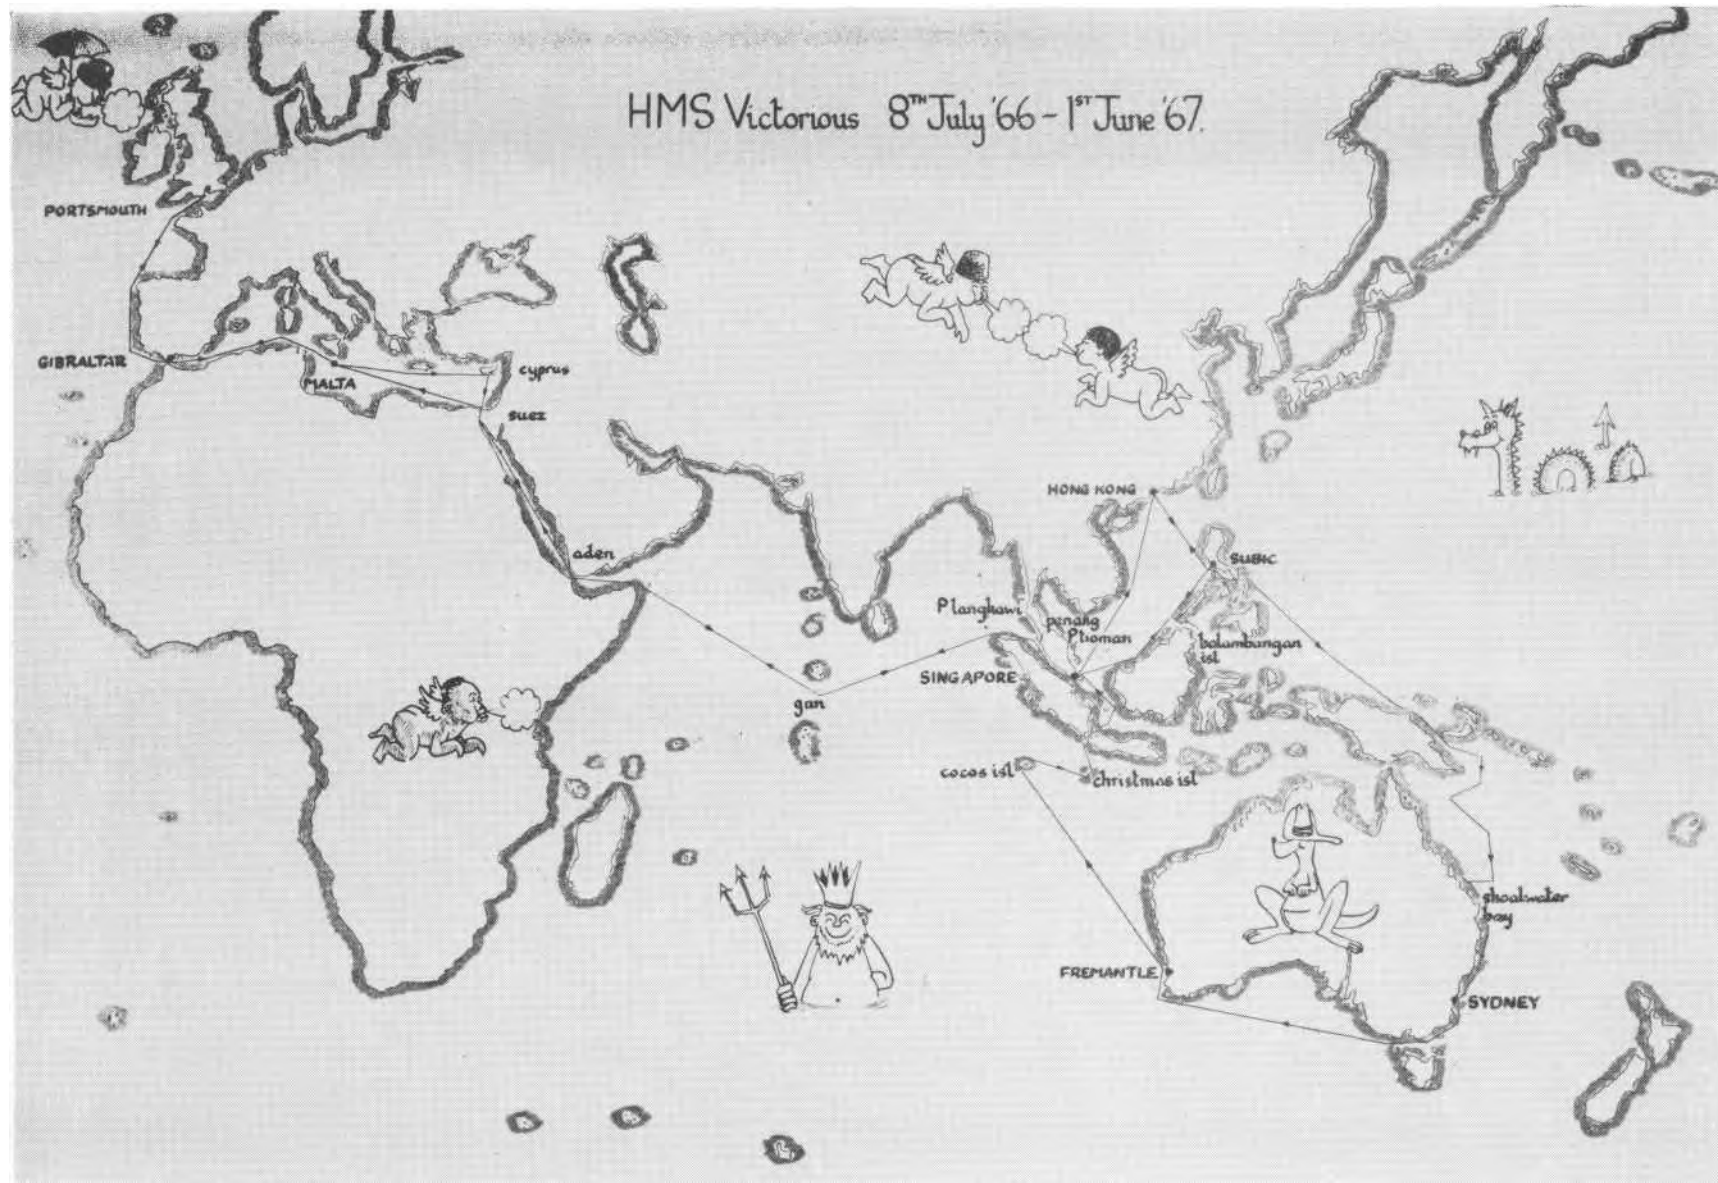 HMS Victorious 8TH July '66 - 1ST June '67.
PORTSMOUTH
GIBRALTAR
MALTA
cyprus
suez
aden
gan
HONG KONG
SUBIC
P langkawi
penang
P tioman
balambangan
ist
SINGAPORE
cocos isl
christmas isl
shoalwater
bay
FREMANTLE
SYDNEY